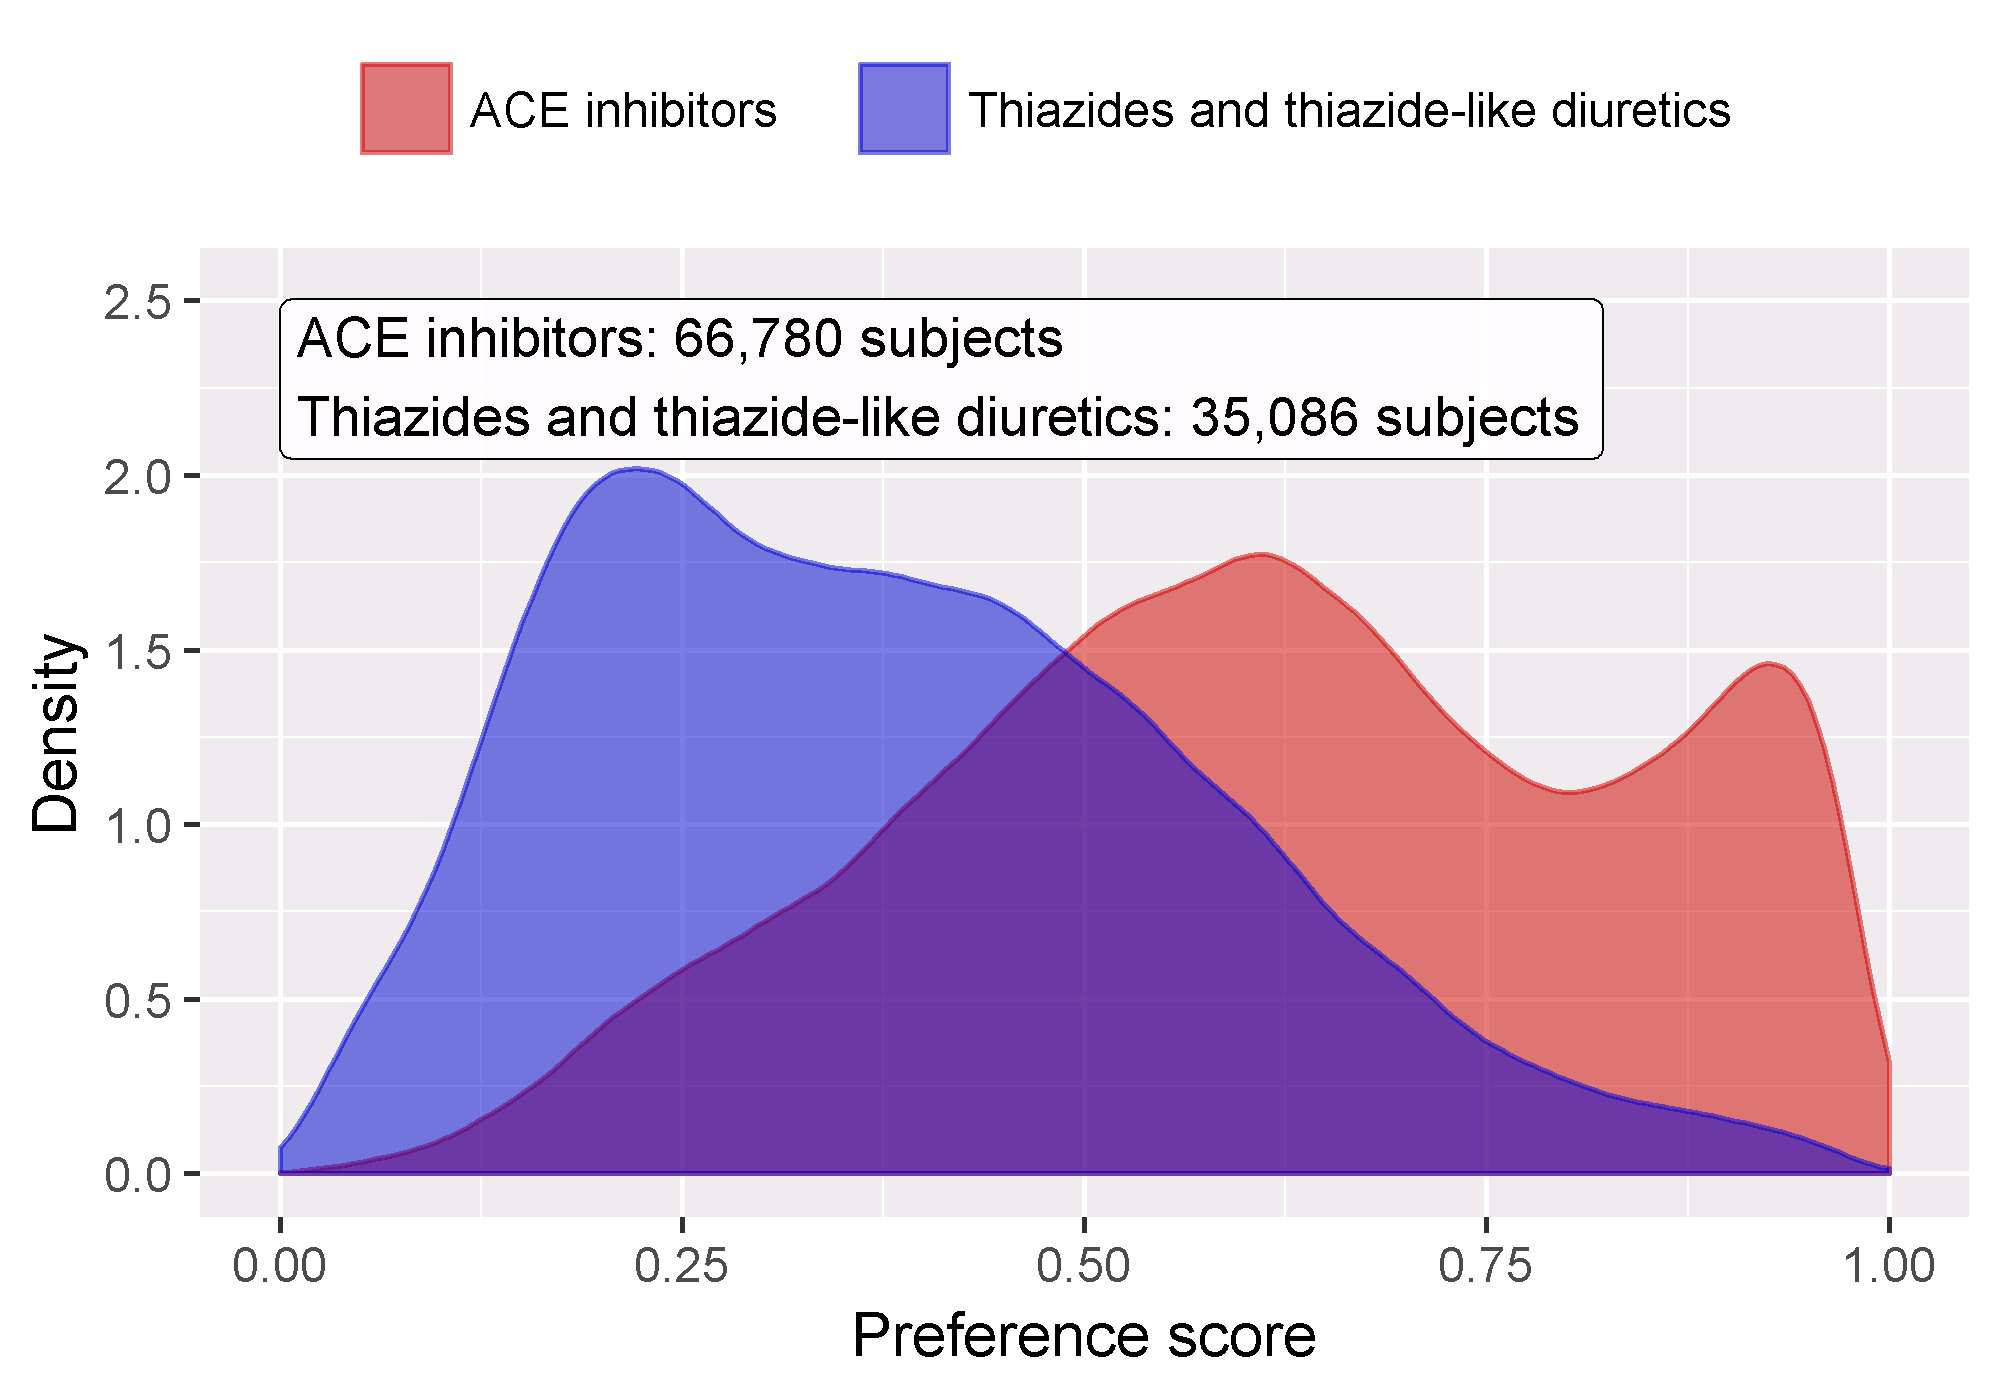 ACE inhibitors
Thiazides and thiazide-like diuretics
ACE inhibitors: 66,780 subjects
Thiazides and thiazide-like diuretics: 35,086 subjects
Density
2.5
2.0
1.5
1.0
0.5
0.0
0.00 0.25 0.50 0.75 1.00
Preference score